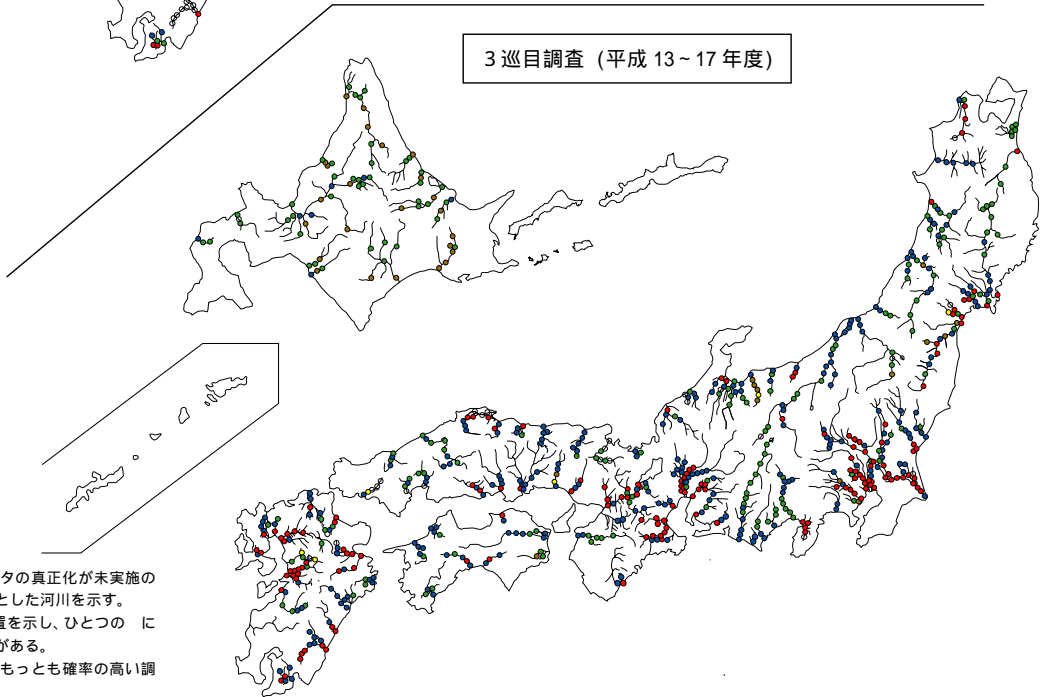 3 巡目調査 (平成 13~17 年度)
タの真正化が未実施の
とした河川を示す。
置を示し、ひとつの に
がある。
もっとも確率の高い調